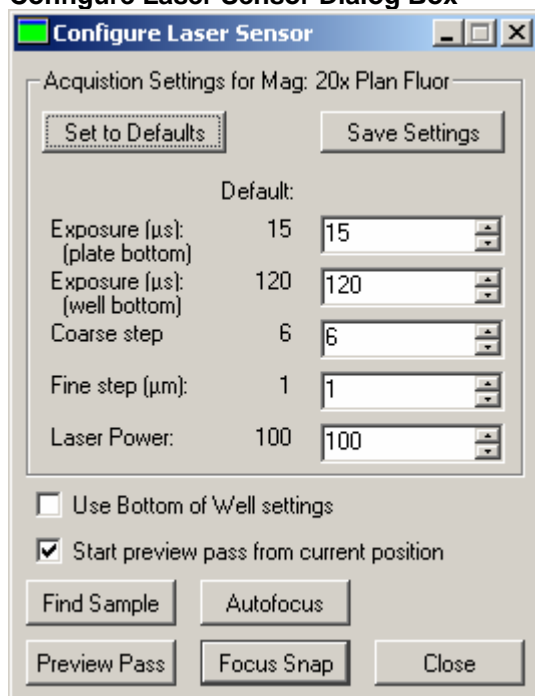 Configure Laser Sensor Dialog Box
Configure Laser Sensor
Acquistion Settings for Mag: 20x Plan Fluor
Set to Defaults Save Settings
Default:
Exposure (µs): 15 15
(plate bottom)
Exposure (µs): 120 120
(well bottom)
Coarse step 6 6
Fine step (µm): 1 1
Laser Power: 100 100
Use Bottom of Well settings
Start preview pass from current position
Find Sample Autofocus
Preview Pass Focus Snap Close